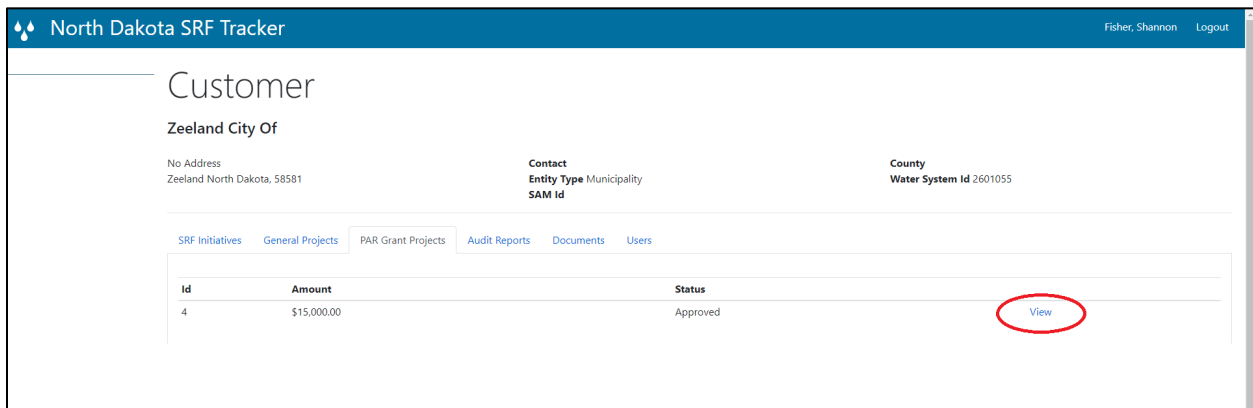 North Dakota SRF Tracker Fisher, Shannon Logout
Customer
Zeeland City Of
No Address Contact County
Zeeland North Dakota, 58581 Entity Type Municipality Water System Id 2601055
SAM Id
SRF Initiatives General Projects PAR Grant Projects Audit Reports Documents Users
Id Amount Status
4 $15,000.00 Approved View